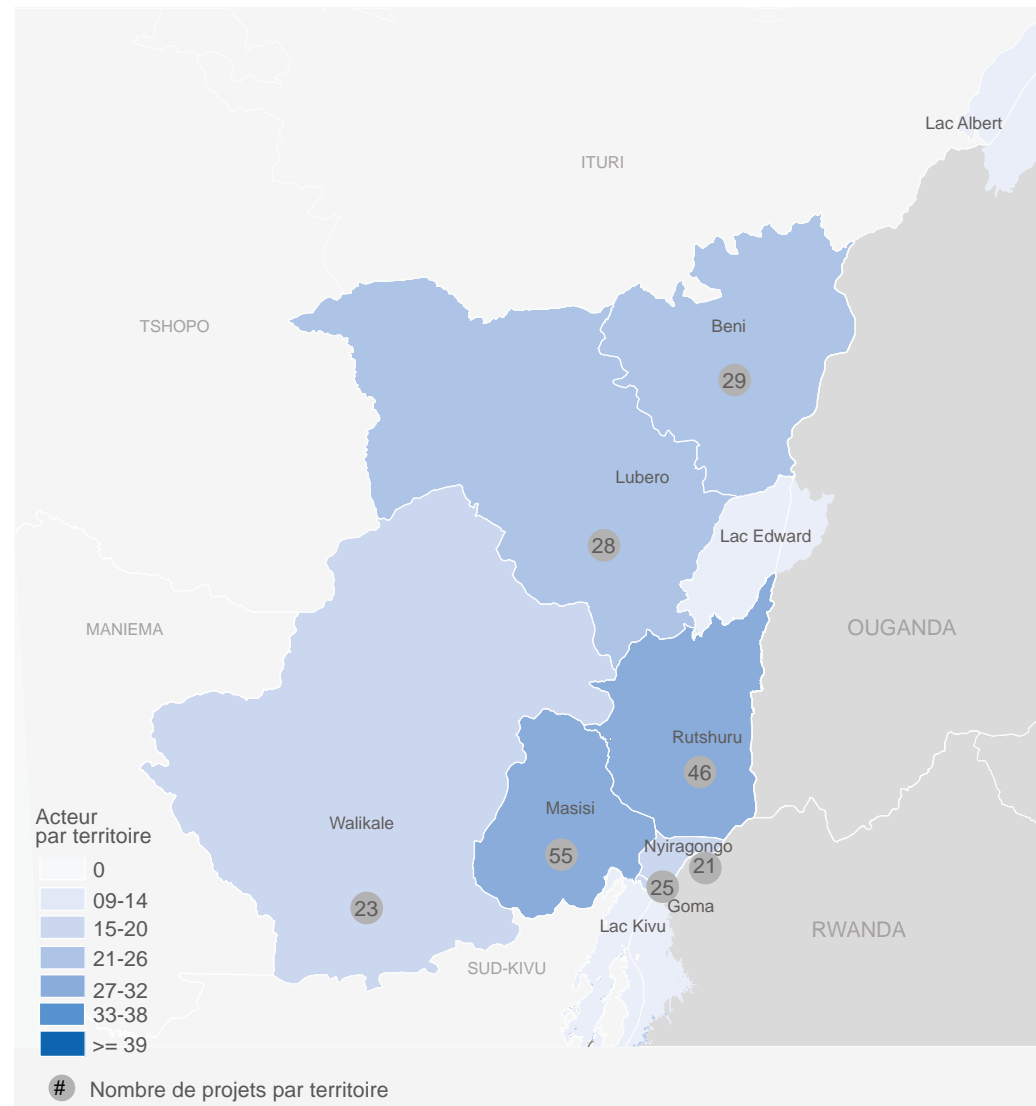 Lac Albert
ITURI
TSHOPO
Beni
29
Lubero
28
Lac Edward
MANIEMA
OUGANDA
Rutshuru
46
Masisi
55
Walikale
23
Nyiragongo
21
25
Goma
Lac Kivu
RWANDA
SUD-KIVU
Acteur
par territoire
0
09-14
15-20
21-26
27-32
33-38
>= 39
# Nombre de projets par territoire